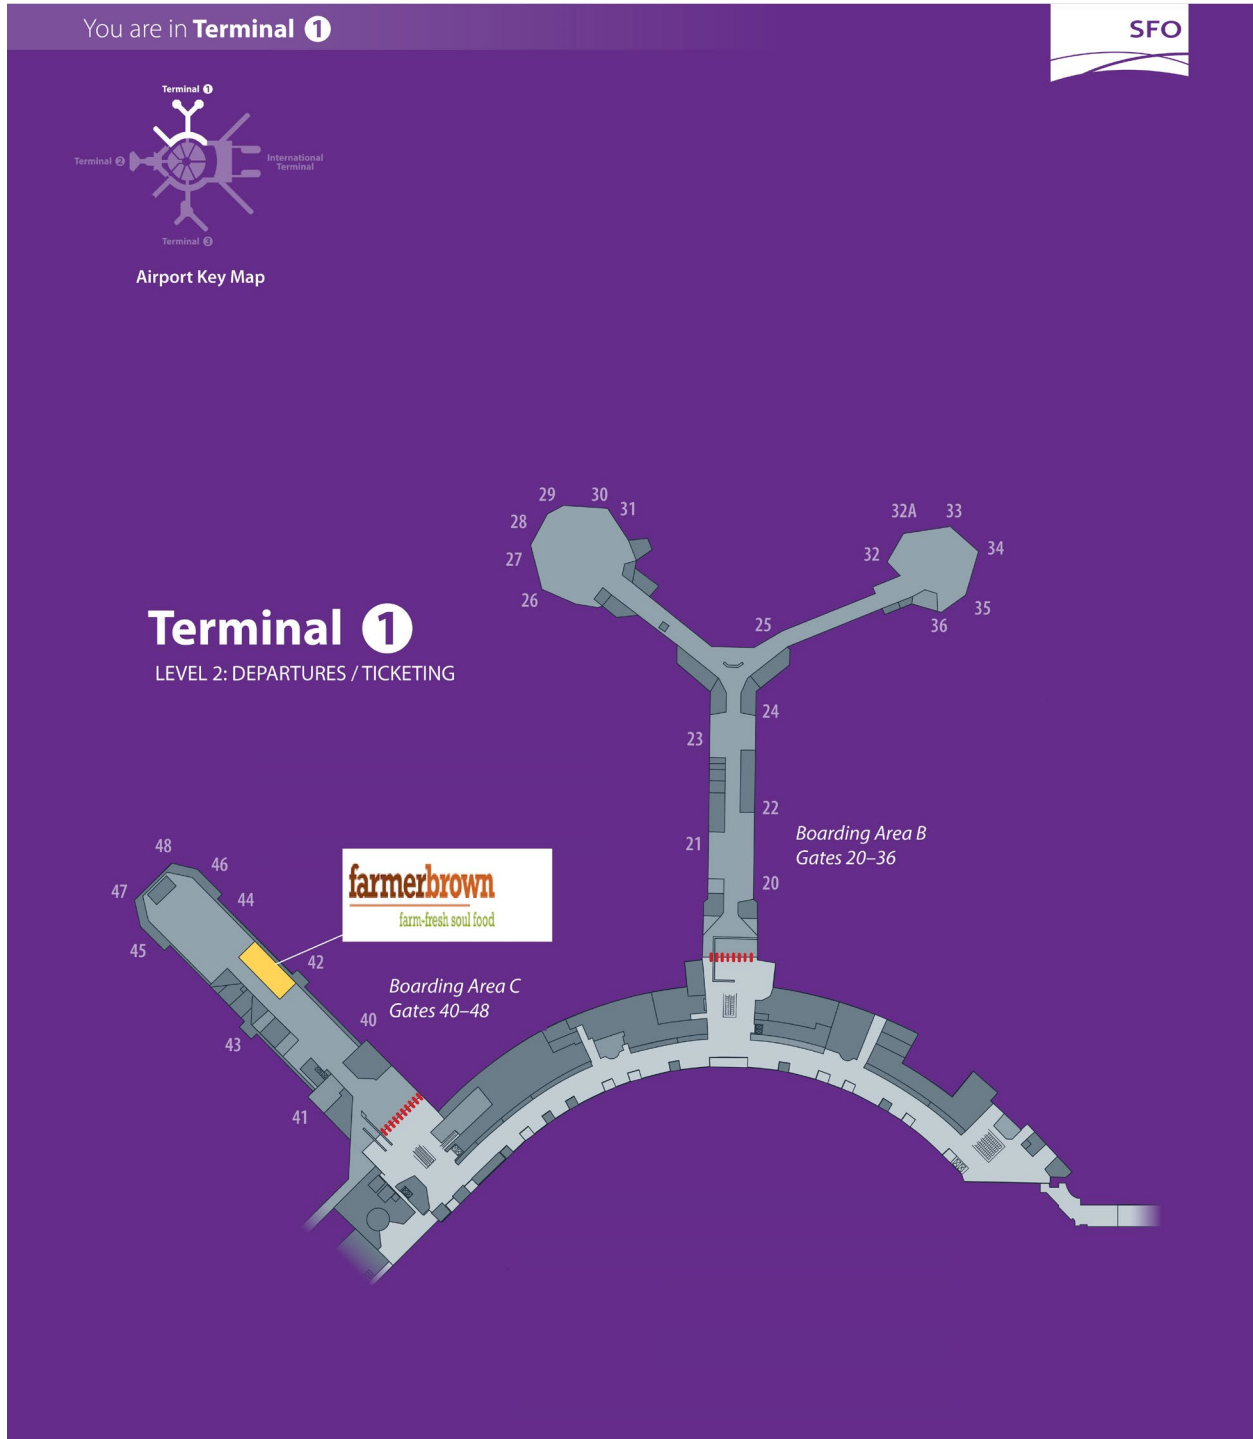 You are in Terminal 1
SFO
Terminal 1
Terminal 2
International
Terminal
Terminal 3
Airport Key Map
29
30
31
28
27
26
32A
33
32
34
35
36
25
Terminal 1
LEVEL 2: DEPARTURES / TICKETING
24
23
22
21
20
Boarding Area B
Gates 20–36
48
46
47
44
45
farmerbrown
farm-fresh soul food
42
Boarding Area C
Gates 40–48
40
43
41